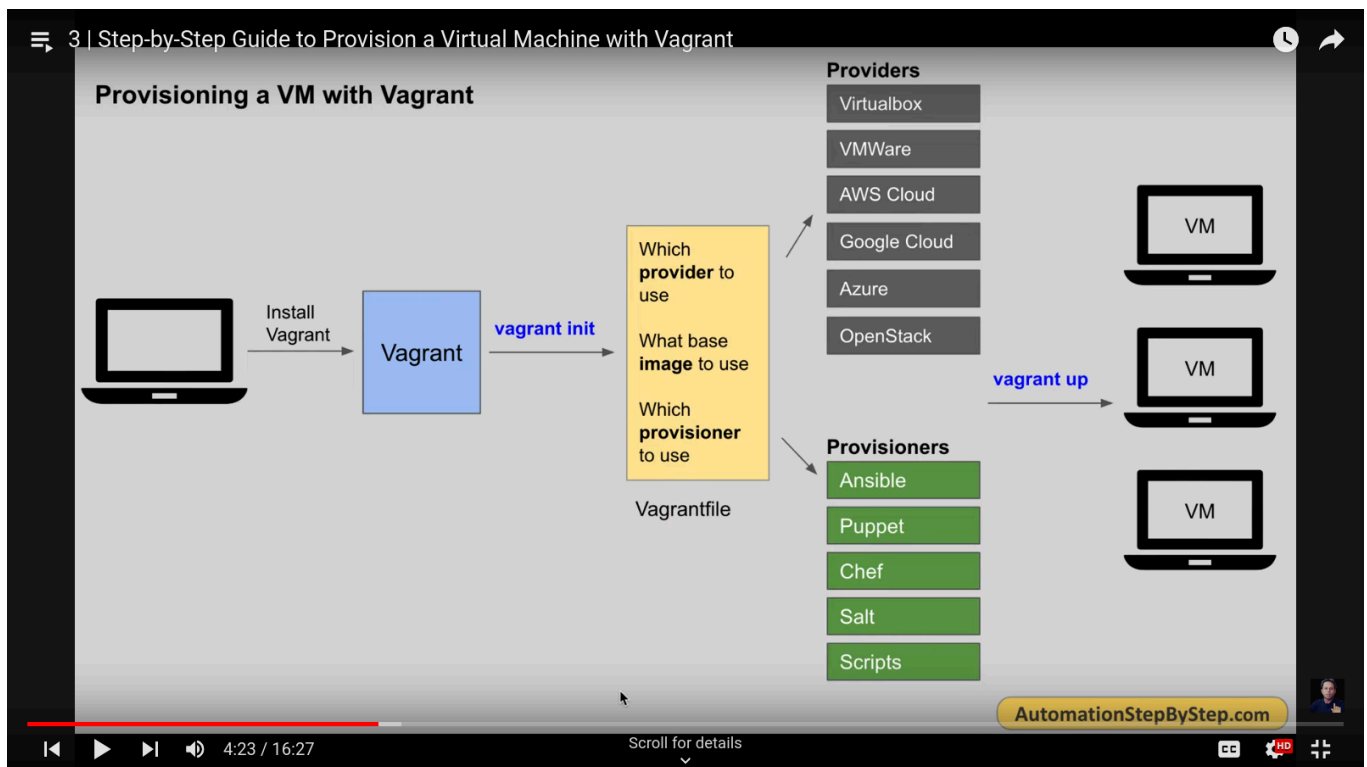 3 | Step-by-Step Guide to Provision a Virtual Machine with Vagrant
Provisioning a VM with Vagrant
Install
Vagrant
Vagrant
vagrant init
Which
provider to
use
What base
image to use
Which
provisioner
to use
Vagrantfile
Providers
Virtualbox
VMWare
AWS Cloud
Google Cloud
Azure
OpenStack
Provisioners
Ansible
Puppet
Chef
Salt
Scripts
vagrant up
VM
VM
VM
AutomationStepByStep.com
4:23 / 16:27
Scroll for details
CC
HD